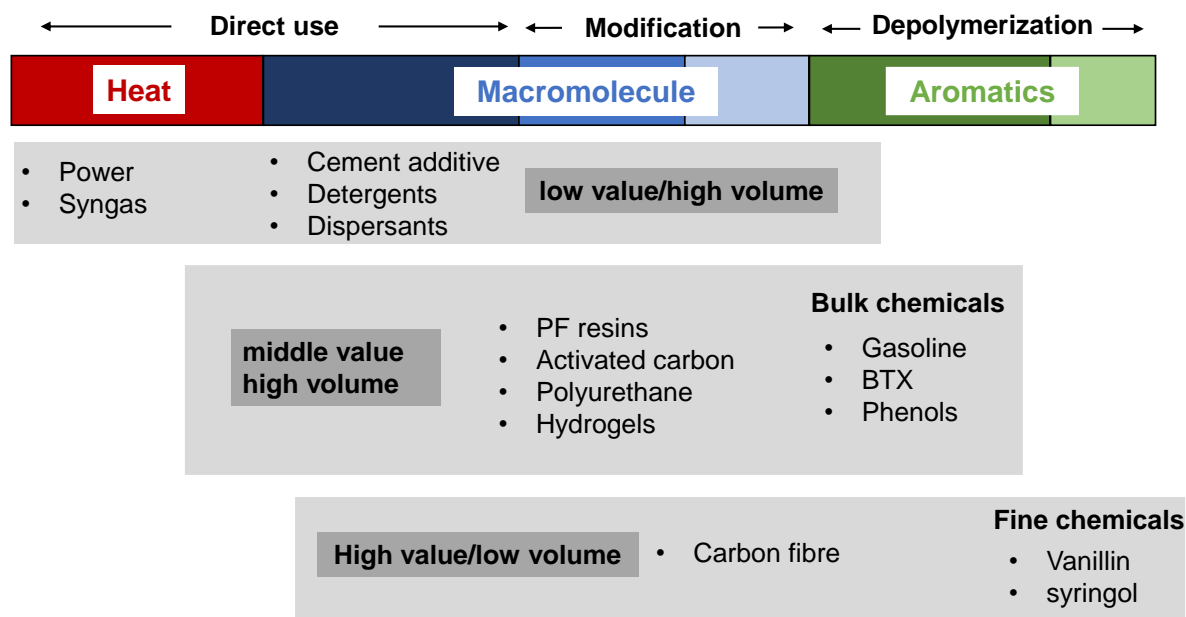 Direct use
Modification
Depolymerization
Heat
Macromolecule
Aromatics
• Power
• Syngas
• Cement additive
• Detergents
• Dispersants
low value/high volume
middle value
high volume
• PF resins
• Activated carbon
• Polyurethane
• Hydrogels
Bulk chemicals
• Gasoline
• BTX
• Phenols
High value/low volume
• Carbon fibre
Fine chemicals
• Vanillin
• syringol